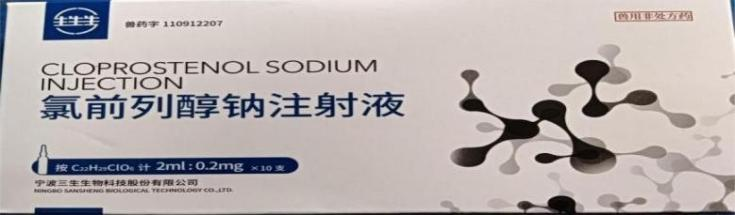 兽药字 110912207
兽用非处方药
CLOPROSTENOL SODIUM
INJECTION
氯前列醇钠注射液
按 C₂₂H₂₉ClO₆ 计 2ml:0.2mg ×10支
宁波三生生物科技股份有限公司
NINGBO SANSHENG BIOLOGICAL TECHNOLOGY CO.,LTD.